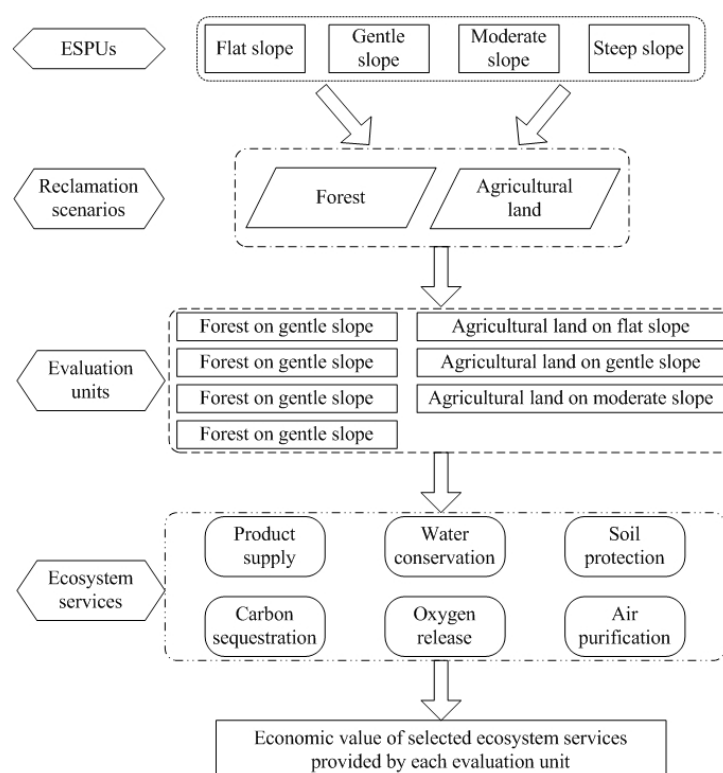 ESPUs
Flat slope
Gentle
slope
Moderate
slope
Steep slope
Reclamation
scenarios
Forest
Agricultural
land
Evaluation
units
Forest on gentle slope
Agricultural land on flat slope
Forest on gentle slope
Agricultural land on gentle slope
Forest on gentle slope
Agricultural land on moderate slope
Forest on gentle slope
Ecosystem
services
Product
supply
Water
conservation
Soil
protection
Carbon
sequestration
Oxygen
release
Air
purification
Economic value of selected ecosystem services
provided by each evaluation unit